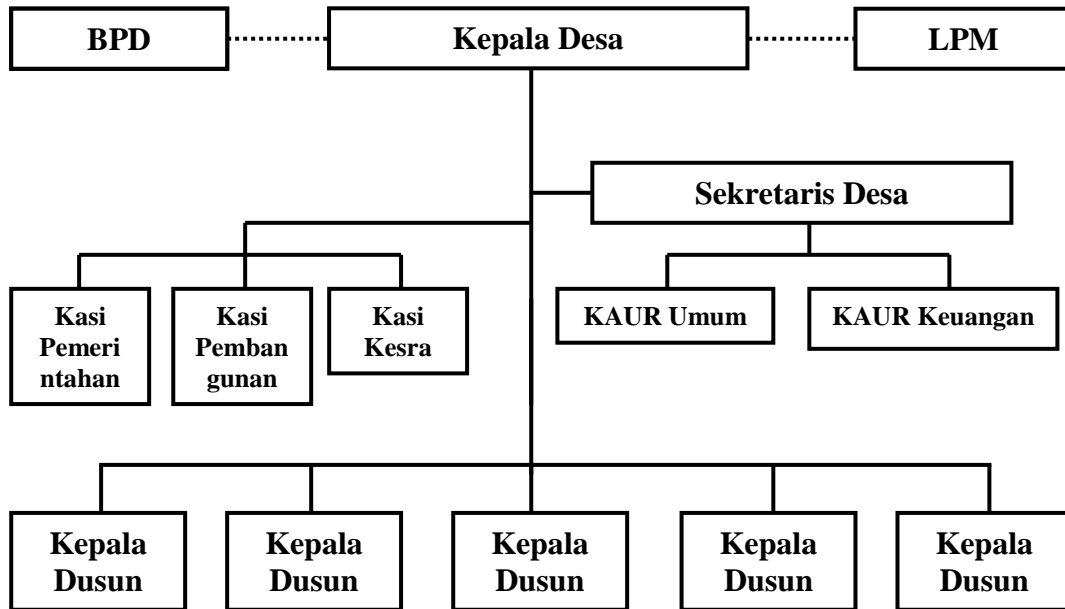 BPD
Kepala Desa
LPM
Sekretaris Desa
Kasi
Pemeri
ntahan
Kasi
Pemban
gunan
Kasi
Kesra
KAUR Umum
KAUR Keuangan
Kepala
Dusun
Kepala
Dusun
Kepala
Dusun
Kepala
Dusun
Kepala
Dusun